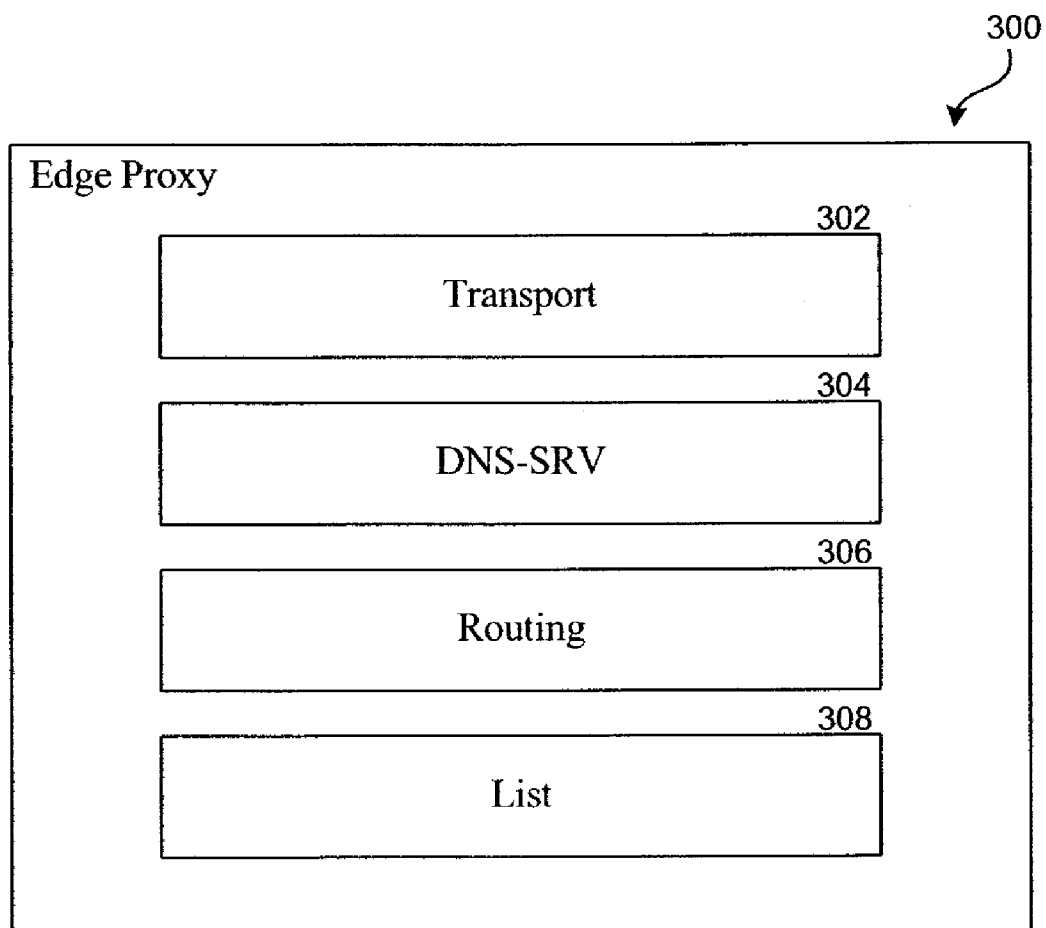 300
Edge Proxy
302
Transport
304
DNS-SRV
306
Routing
308
List